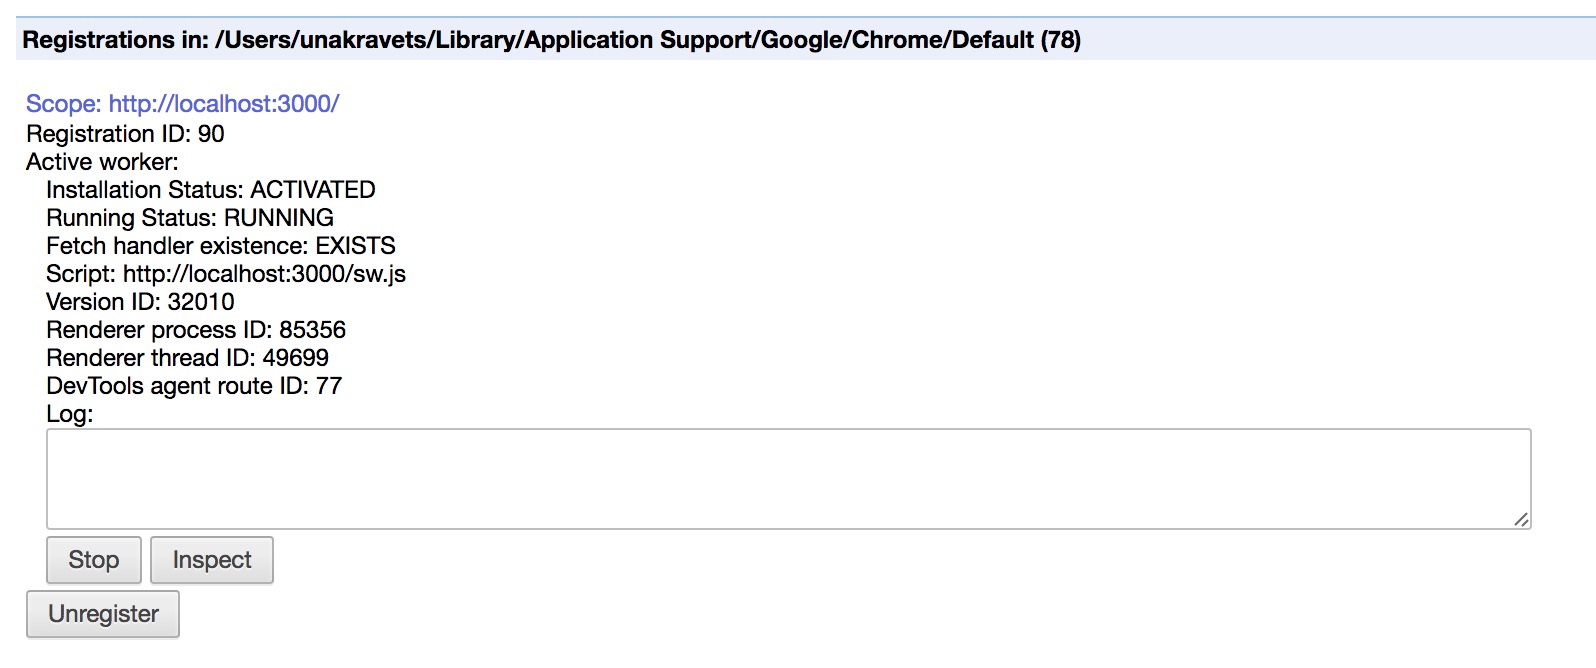 Registrations in: /Users/unakravets/Library/Application Support/Google/Chrome/Default (78)
Scope: http://localhost:3000/
Registration ID: 90
Active worker:
Installation Status: ACTIVATED
Running Status: RUNNING
Fetch handler existence: EXISTS
Script: http://localhost:3000/sw.js
Version ID: 32010
Renderer process ID: 85356
Renderer thread ID: 49699
DevTools agent route ID: 77
Log:
Stop Inspect
Unregister